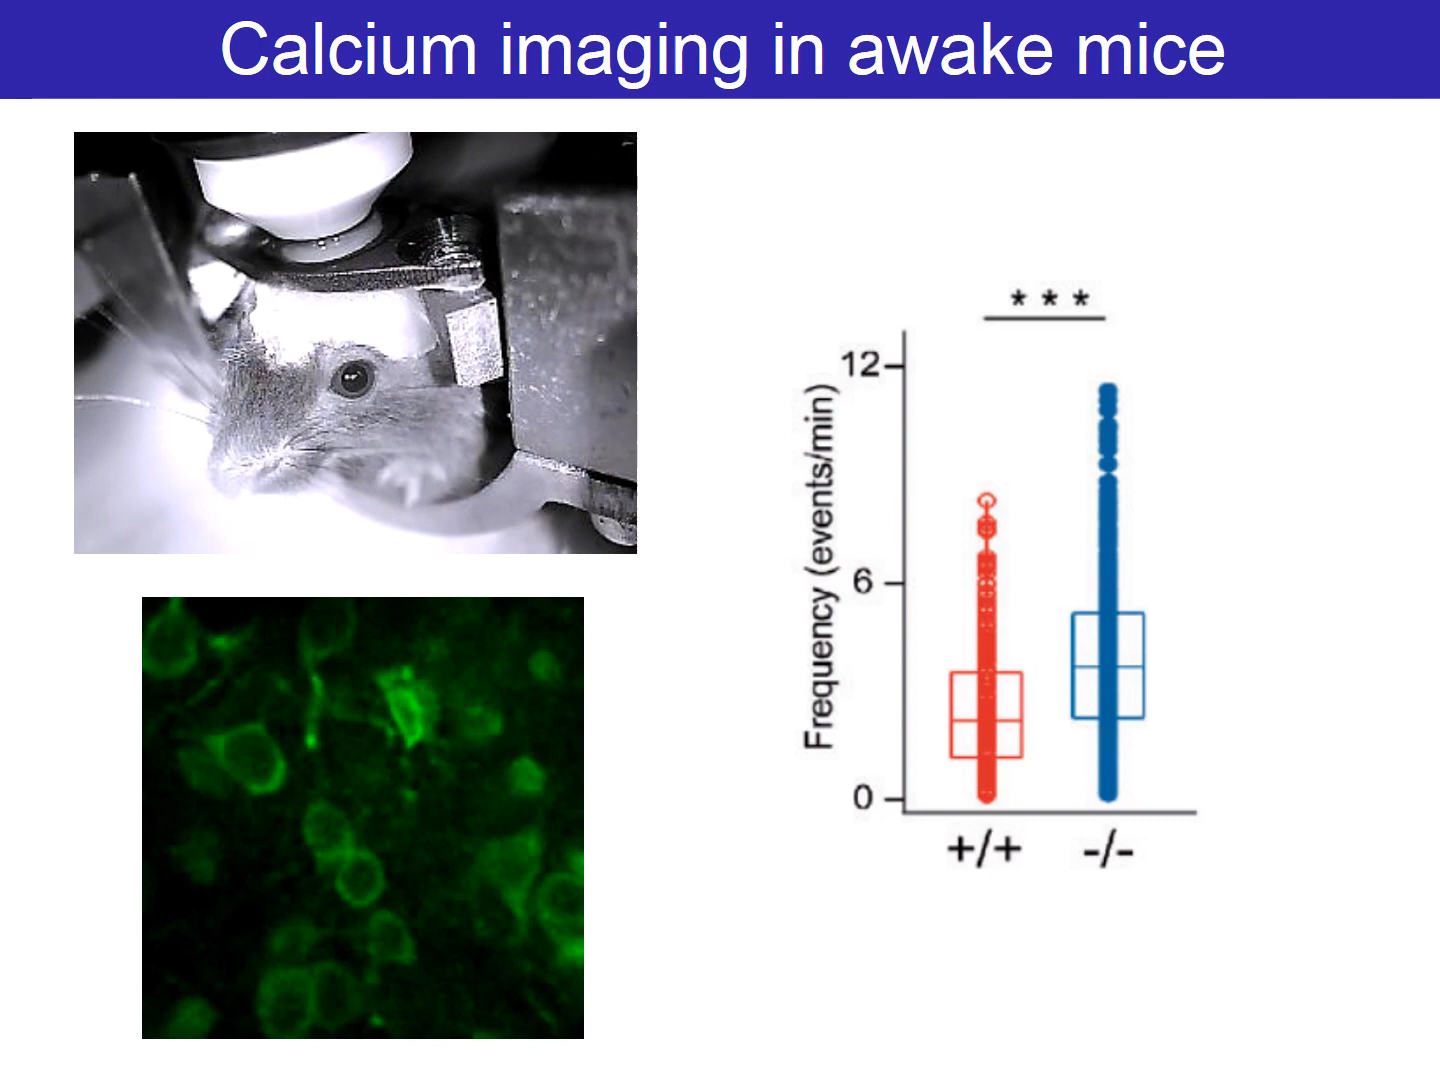 Calcium imaging in awake mice
* * *
Frequency (events/min)
12
6
0
+/+ -/-